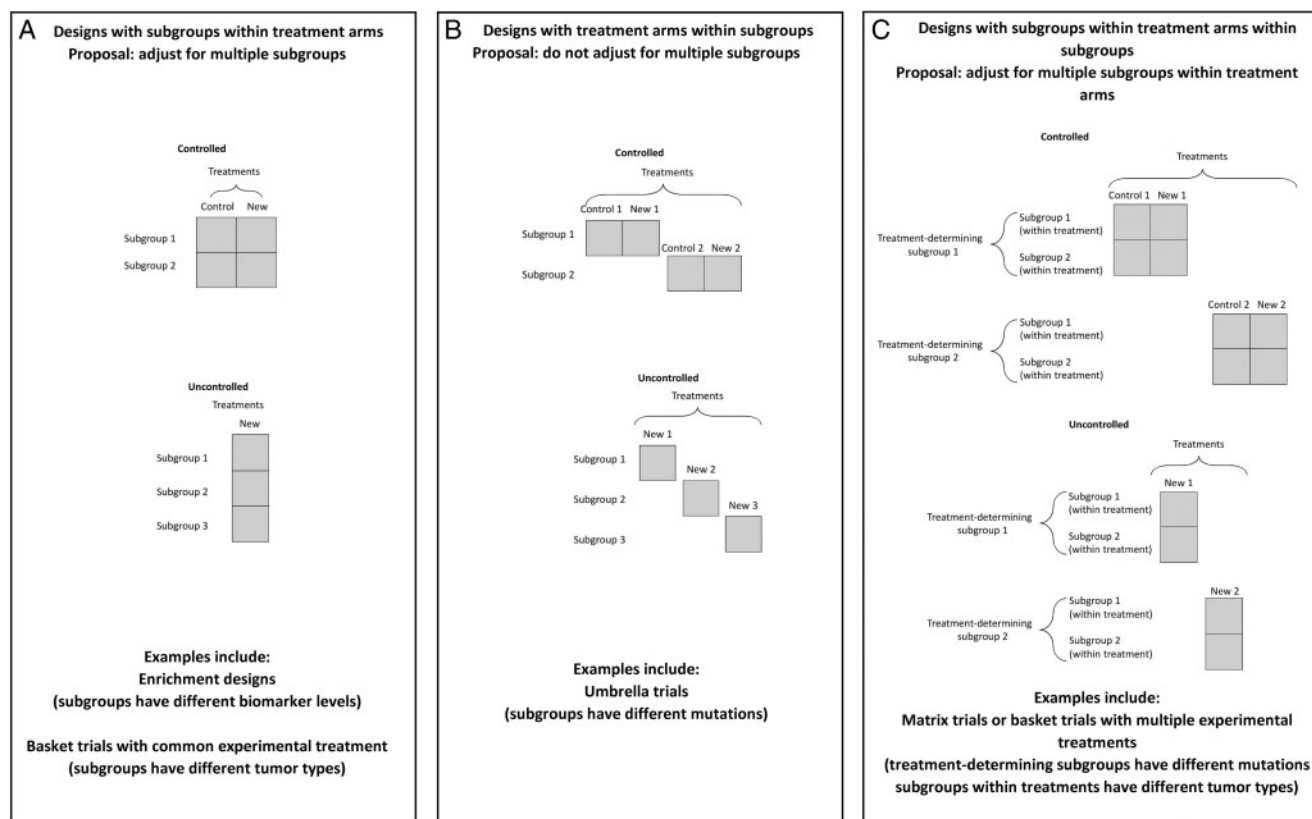 A
Designs with subgroups within treatment arms
Proposal: adjust for multiple subgroups
Controlled
Treatments
Control New
Subgroup 1
Subgroup 2
Uncontrolled
Treatments
New
Subgroup 1
Subgroup 2
Subgroup 3
Examples include:
Enrichment designs
(subgroups have different biomarker levels)
Basket trials with common experimental treatment
(subgroups have different tumor types)
B
Designs with treatment arms within subgroups
Proposal: do not adjust for multiple subgroups
Controlled
Treatments
Control 1 New 1
Subgroup 1
Control 2 New 2
Subgroup 2
Uncontrolled
Treatments
New 1
Subgroup 1
New 2
Subgroup 2
New 3
Subgroup 3
Examples include:
Umbrella trials
(subgroups have different mutations)
C
Designs with subgroups within treatment arms within
subgroups
Proposal: adjust for multiple subgroups within treatment
arms
Controlled
Treatments
Control 1 New 1
Subgroup 1
(within treatment)
Treatment-determining
subgroup 1
Subgroup 2
(within treatment)
Control 2 New 2
Subgroup 1
(within treatment)
Treatment-determining
subgroup 2
Subgroup 2
(within treatment)
Uncontrolled
Treatments
New 1
Subgroup 1
(within treatment)
Treatment-determining
subgroup 1
Subgroup 2
(within treatment)
New 2
Subgroup 1
(within treatment)
Treatment-determining
subgroup 2
Subgroup 2
(within treatment)
Examples include:
Matrix trials or basket trials with multiple experimental
treatments
(treatment-determining subgroups have different mutations
subgroups within treatments have different tumor types)